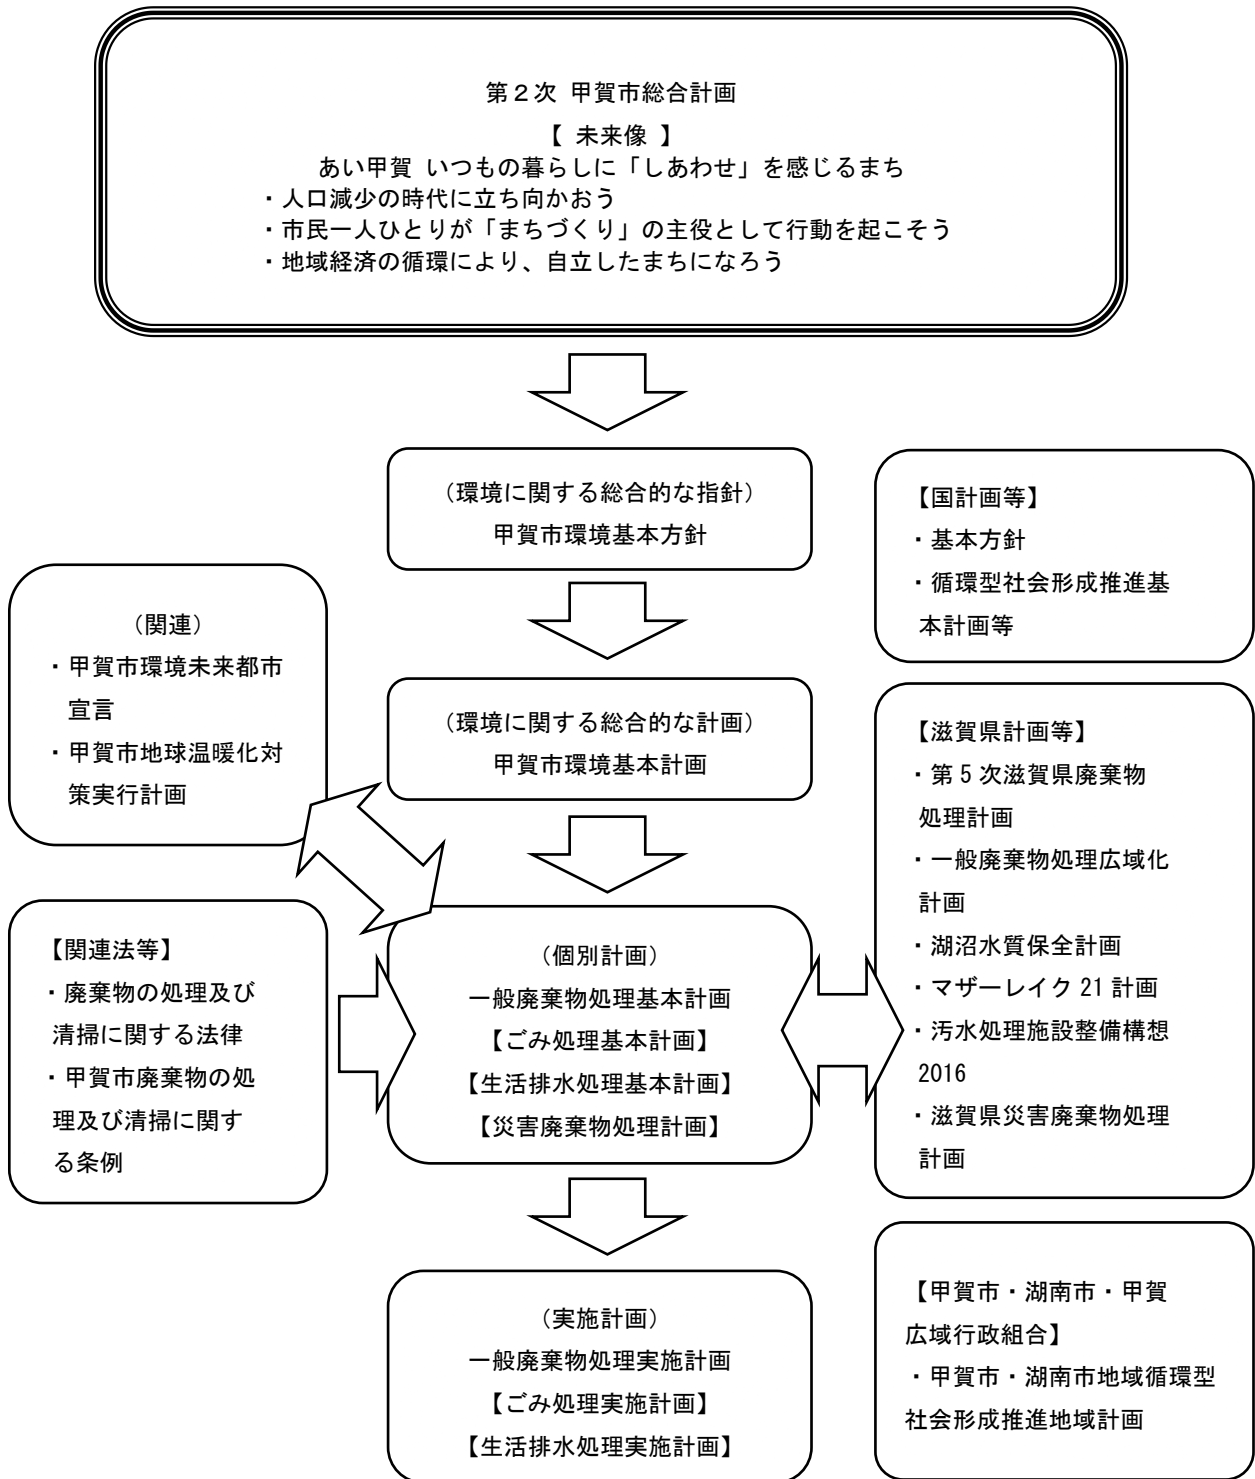 第２次 甲賀市総合計画
【 未来像 】
あい甲賀 いつもの暮らしに「しあわせ」を感じるまち
・人口減少の時代に立ち向かおう
・市民一人ひとりが「まちづくり」の主役として行動を起こそう
・地域経済の循環により、自立したまちになろう
（環境に関する総合的な指針）
甲賀市環境基本方針
【国計画等】
・基本方針
・循環型社会形成推進基
本計画等
（関連）
・甲賀市環境未来都市
宣言
・甲賀市地球温暖化対
策実行計画
（環境に関する総合的な計画）
甲賀市環境基本計画
【滋賀県計画等】
・第 5 次滋賀県廃棄物
処理計画
・一般廃棄物処理広域化
計画
・湖沼水質保全計画
・マザーレイク 21 計画
・汚水処理施設整備構想
2016
・滋賀県災害廃棄物処理
計画
【関連法等】
・廃棄物の処理及び
清掃に関する法律
・甲賀市廃棄物の処
理及び清掃に関す
る条例
（個別計画）
一般廃棄物処理基本計画
【ごみ処理基本計画】
【生活排水処理基本計画】
【災害廃棄物処理計画】
（実施計画）
一般廃棄物処理実施計画
【ごみ処理実施計画】
【生活排水処理実施計画】
【甲賀市・湖南市・甲賀
広域行政組合】
・甲賀市・湖南市地域循環型
社会形成推進地域計画